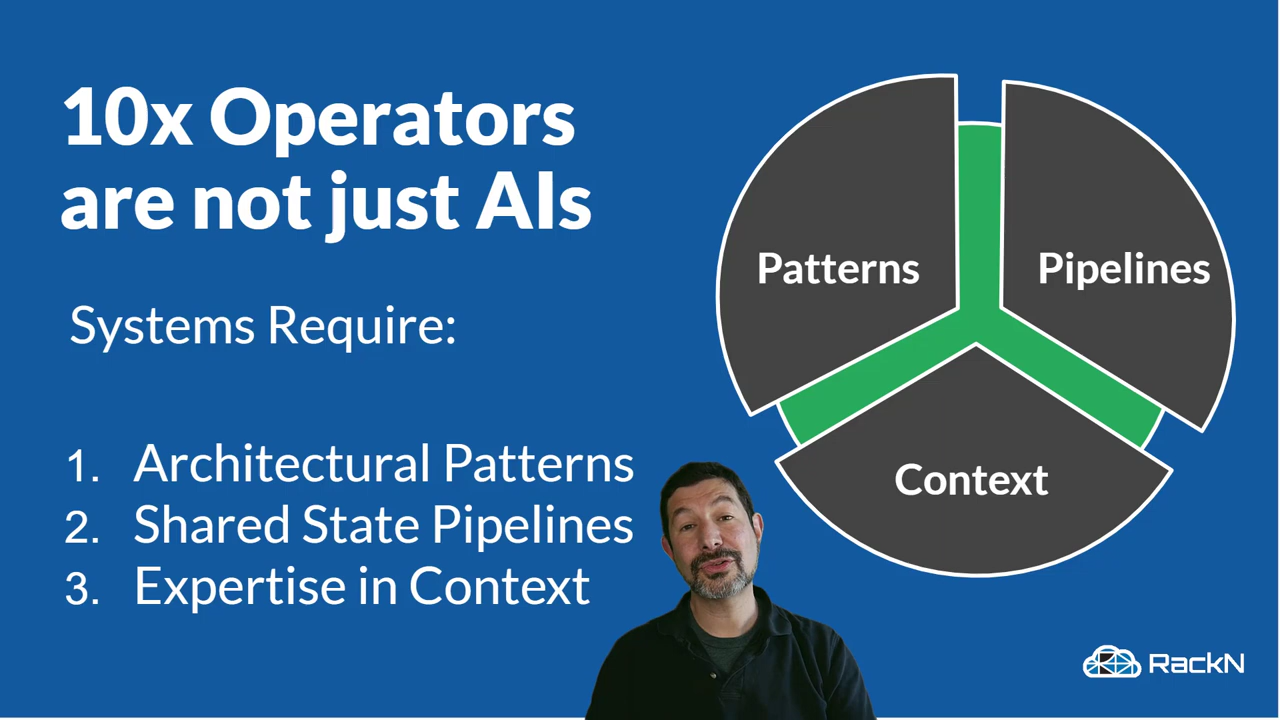 10x Operators
are not just AIs
Systems Require:
1. Architectural Patterns
2. Shared State Pipelines
3. Expertise in Context
Patterns
Pipelines
Context
RackN